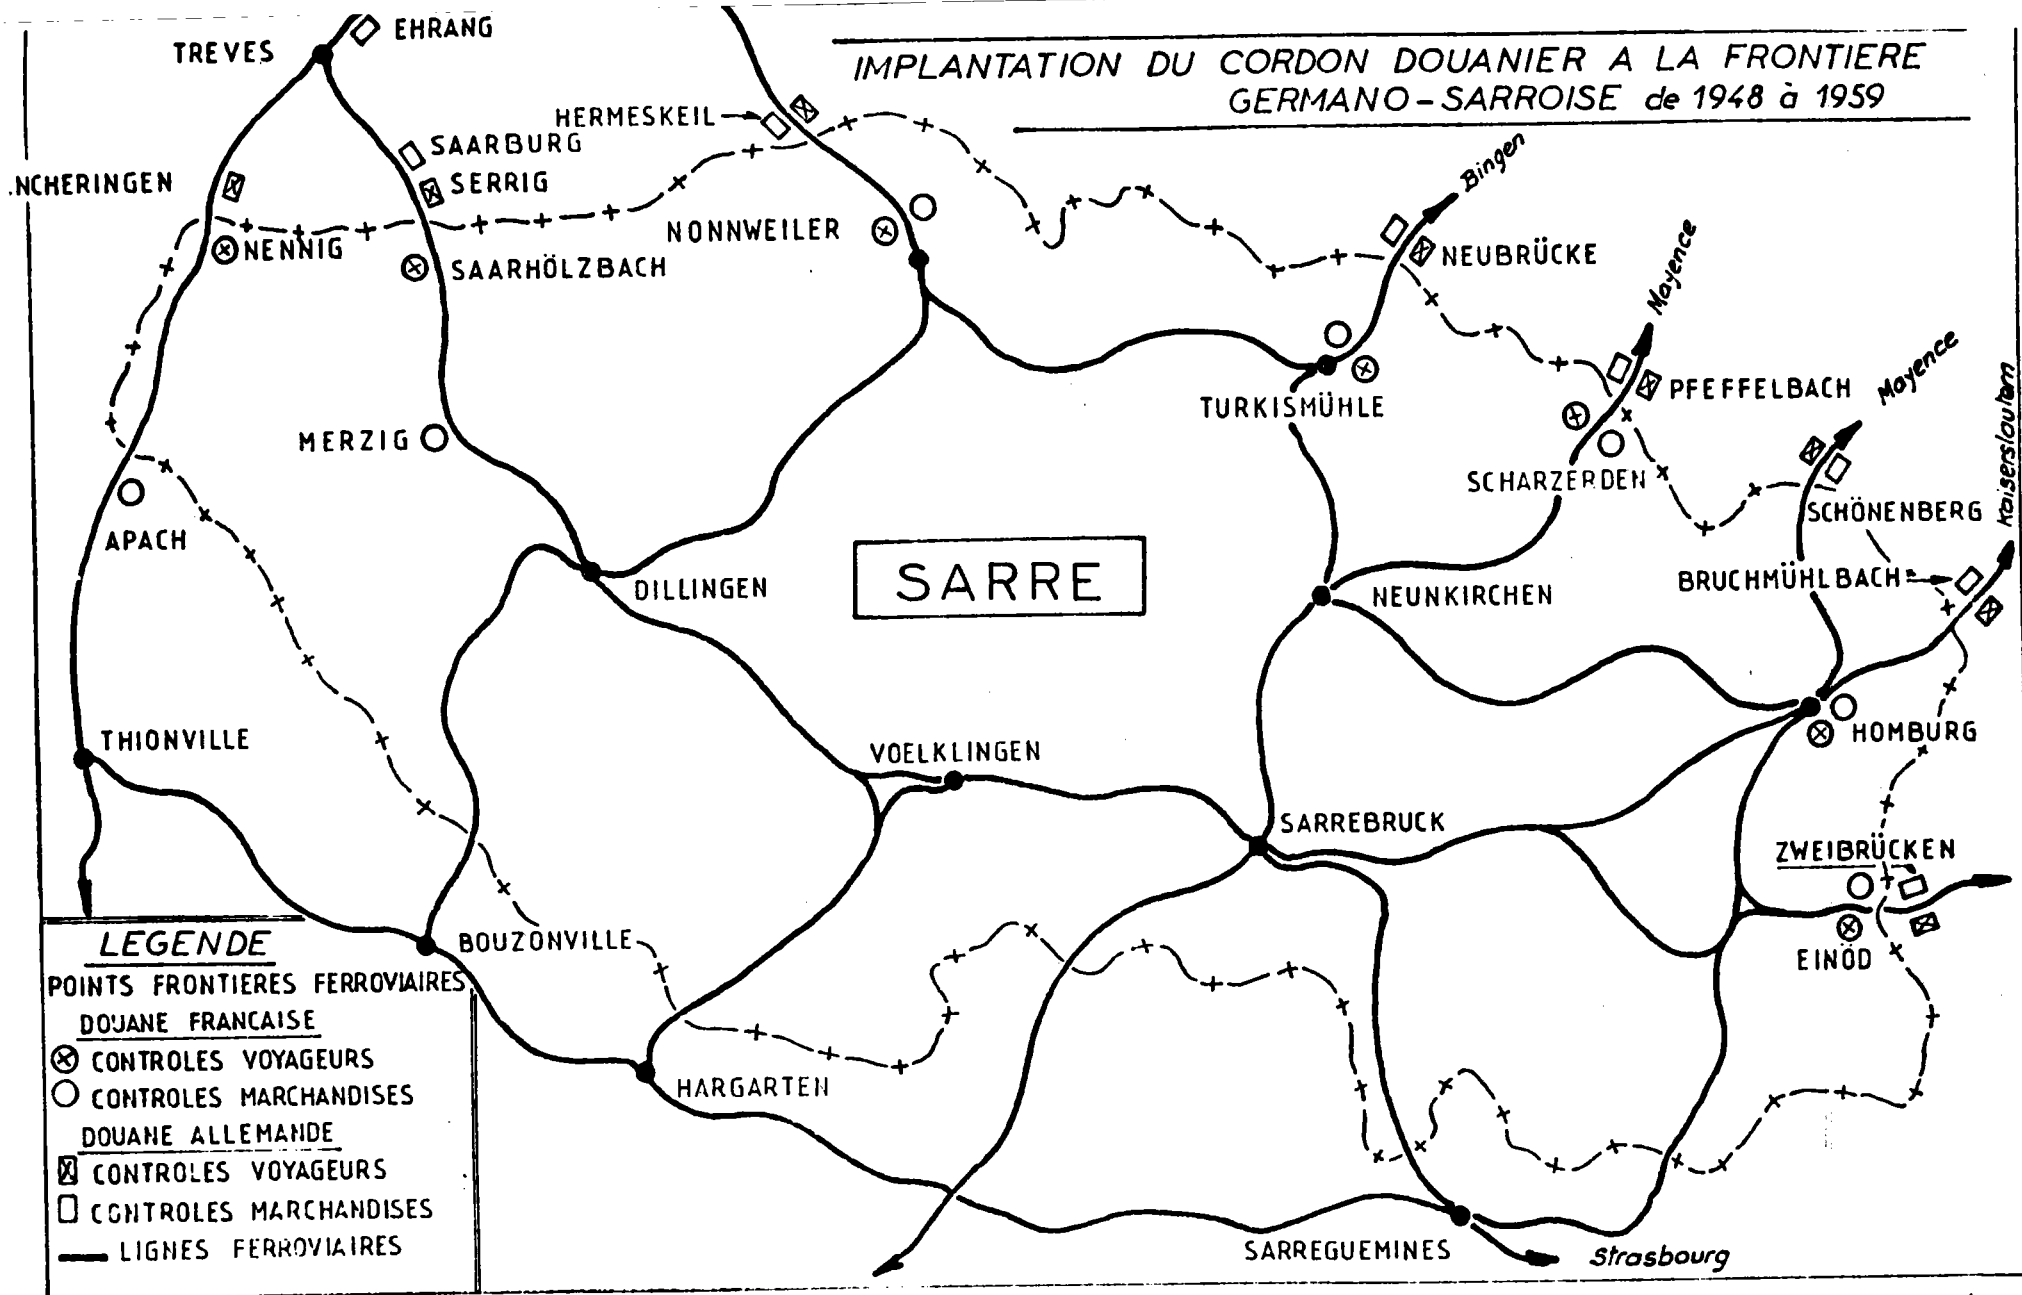 EHRANG
TREVES
IMPLANTATION DU CORDON DOUANIER A LA FRONTIERE
GERMANO-SARROISE de 1948 à 1959
HERMESKEIL
SAARBURG
SERRIG
.NCHERINGEN
NENNIG
SAARHÖLZBACH
NONNWEILER
Bingen
NEUBRÜCKE
Mayence
Mayence
Kaiserslautern
TURKISMÜHLE
PFEFFELBACH
MERZIG
SCHARZERDEN
SCHÖNENBERG
APACH
SARRE
DILLINGEN
NEUNKIRCHEN
BRUCHMÜHLBACH
THIONVILLE
VOELKLINGEN
HOMBURG
SARREBRUCK
ZWEIBRÜCKEN
BOUZONVILLE
EINÖD
HARGARTEN
SARREGUEMINES
Strasbourg
LEGENDE
POINTS FRONTIERES FERROVIAIRES
DOUANE FRANCAISE
CONTROLES VOYAGEURS
CONTROLES MARCHANDISES
DOUANE ALLEMANDE
CONTROLES VOYAGEURS
CONTROLES MARCHANDISES
LIGNES FERROVIAIRES